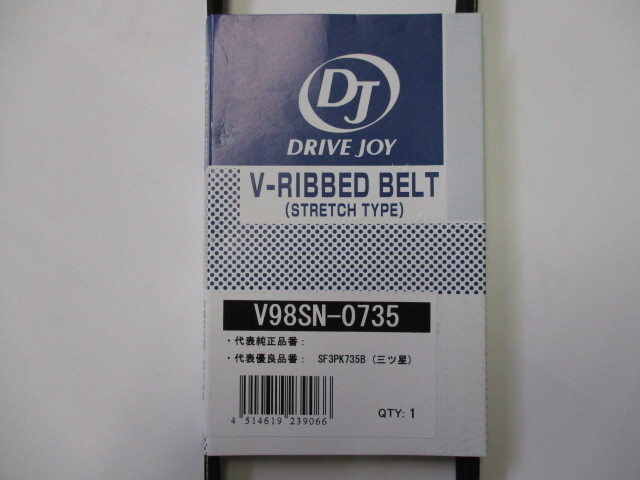 DJ
DRIVE JOY
V-RIBBED BELT
(STRETCH TYPE)
V98SN-0735
・代表純正品番：
・代表優良品番： SF3PK735B (三ツ星)
4 514619 239066
QTY: 1